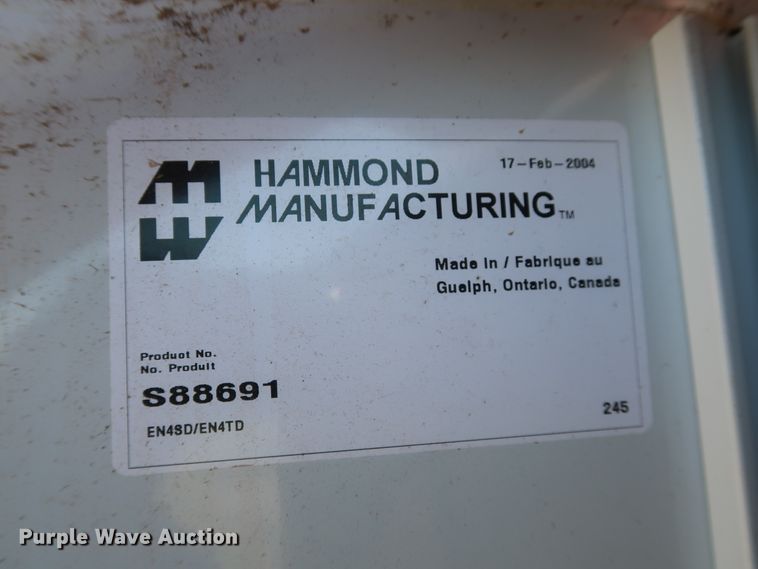 HAMMOND
MANUFACTURING™
17-Feb-2004
Made in / Fabrique au
Guelph, Ontario, Canada
Product No.
No. Produit
S88691
EN4SD/EN4TD
245
Purple Wave Auction